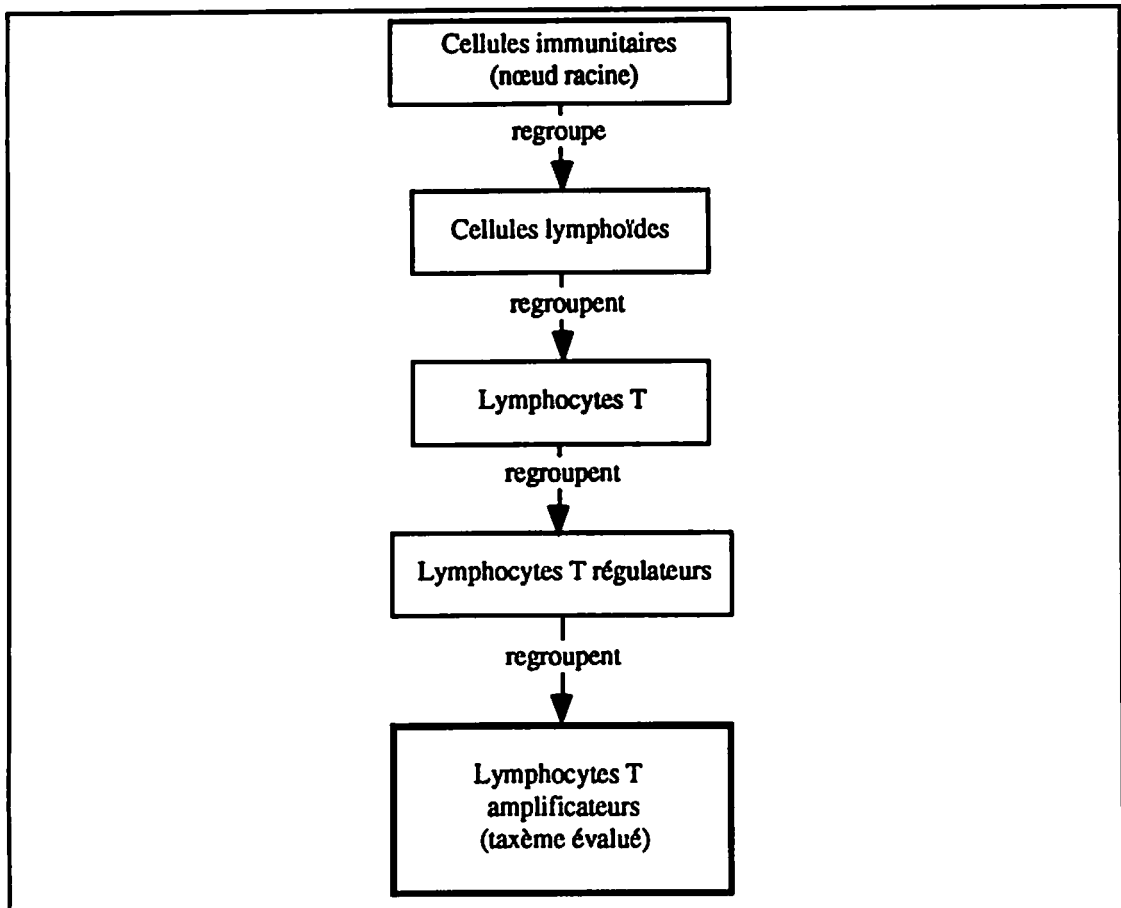 Cellules immunitaires
(nœud racine)
regroupe
Cellules lymphoïdes
regroupent
Lymphocytes T
regroupent
Lymphocytes T régulateurs
regroupent
Lymphocytes T
amplificateurs
(taxème évalué)